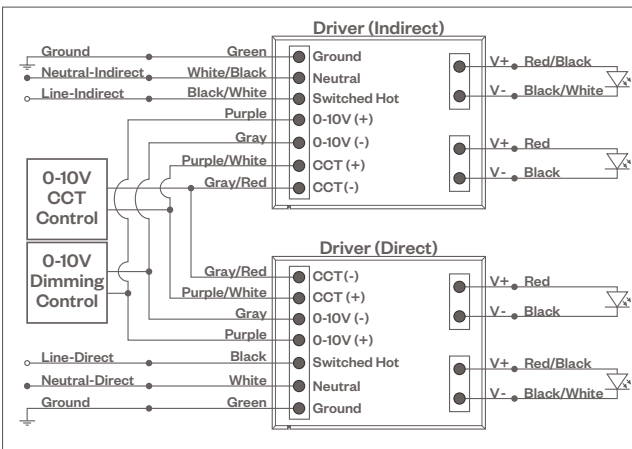 Driver (Indirect)
Ground Green Ground
Neutral-Indirect White/Black Neutral
Line-Indirect Black/White Switched Hot
Purple 0-10V (+)
Gray 0-10V (-)
Purple/White CCT (+)
Gray/Red CCT(-)
V+ Red/Black
V- Black/White
V+ Red
V- Black
0-10V
CCT
Control
0-10V
Dimming
Control
Driver (Direct)
Gray/Red CCT(-)
Purple/White CCT (+)
Gray 0-10V (-)
Purple 0-10V (+)
Line-Direct Black Switched Hot
Neutral-Direct White Neutral
Ground Green Ground
V+ Red
V- Black
V+ Red/Black
V- Black/White